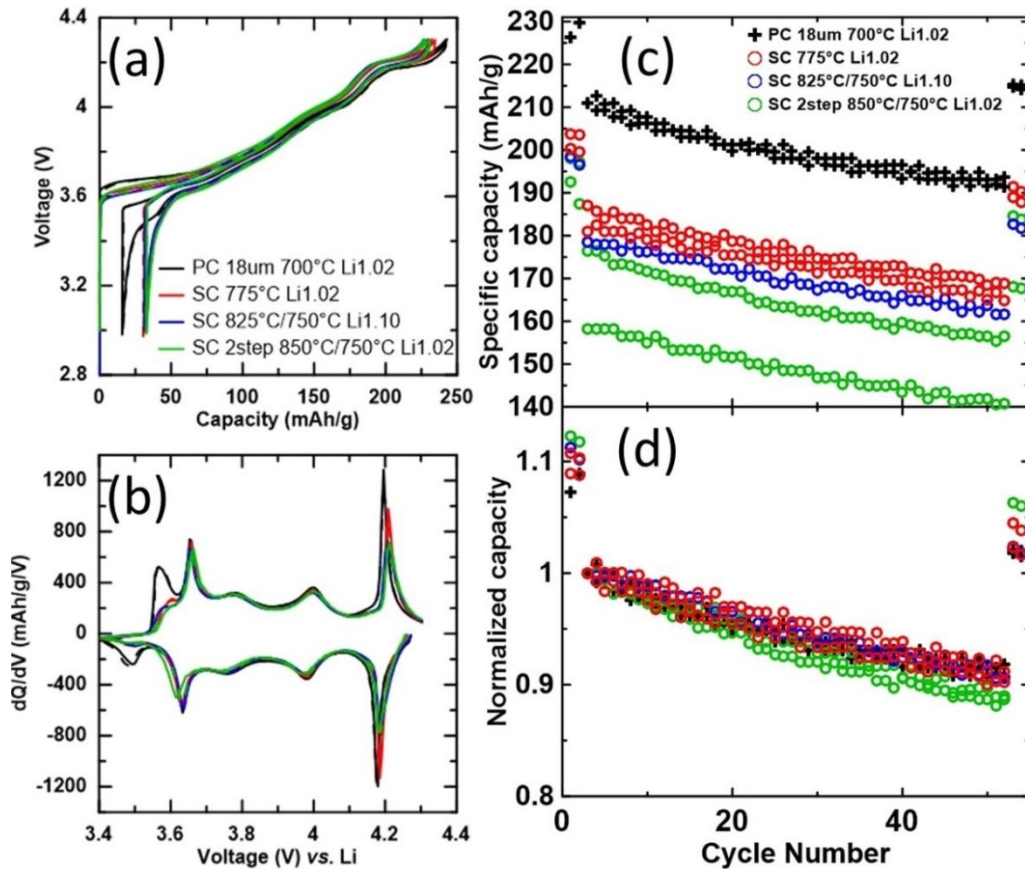 (a)
4.4
4
3.6
3.2
2.8
Voltage (V)
PC 18um 700°C Li1.02
SC 775°C Li1.02
SC 825°C/750°C Li1.10
SC 2step 850°C/750°C Li1.02
0 50 100 150 200 250
Capacity (mAh/g)
(b)
1200
800
400
0
-400
-800
-1200
dQ/dV (mAh/g/V)
3.4 3.6 3.8 4 4.2 4.4
Voltage (V) vs. Li
(c)
230
220
210
200
190
180
170
160
150
140
Specific capacity (mAh/g)
PC 18um 700°C Li1.02
SC 775°C Li1.02
SC 825°C/750°C Li1.10
SC 2step 850°C/750°C Li1.02
(d)
1.1
1
0.9
0.8
Normalized capacity
0 20 40
Cycle Number